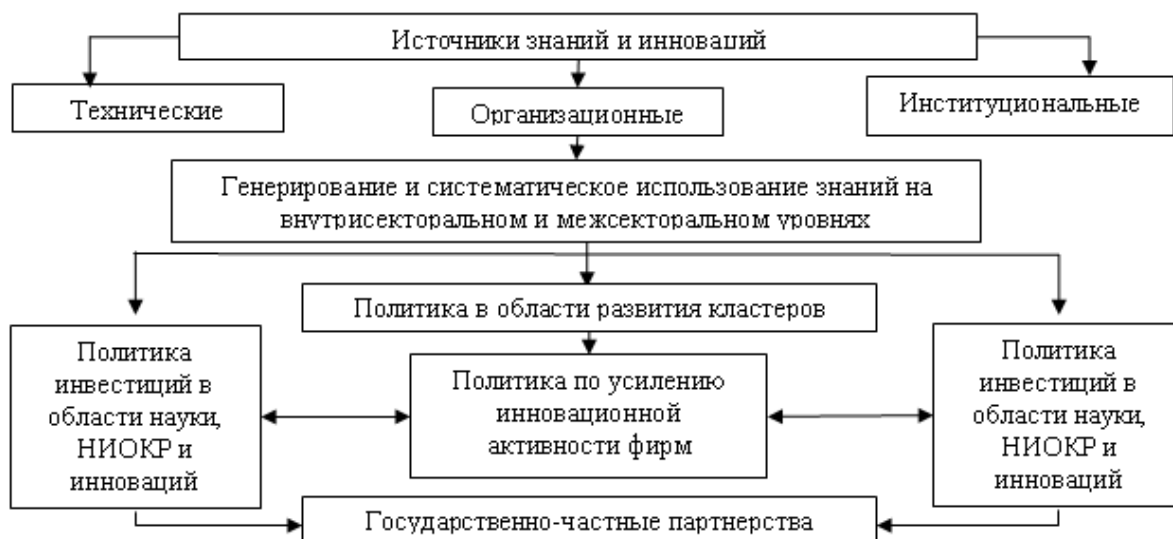 Источники знаний и инноваций
Технические
Организационные
Институциональные
Генерирование и систематическое использование знаний на
внутрисекторальном и межсекторальном уровнях
Политика в области развития кластеров
Политика
инвестиций в
области науки,
НИОКР и
инноваций
Политика по усилению
инновационной
активности фирм
Политика
инвестиций в
области науки,
НИОКР и
инноваций
Государственно-частные партнерства